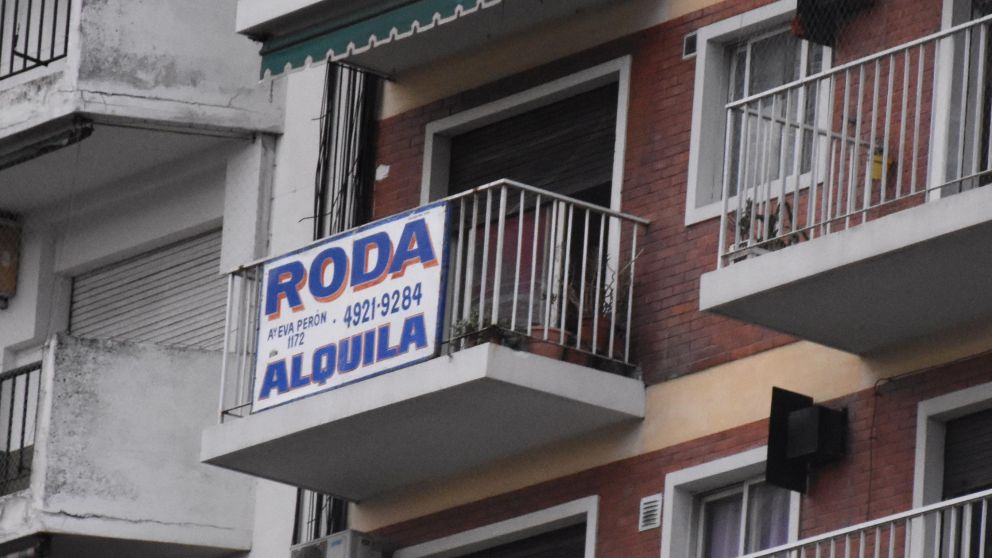 RODA
Av EVA PERÓN
1172
4921-9284
ALQUILA